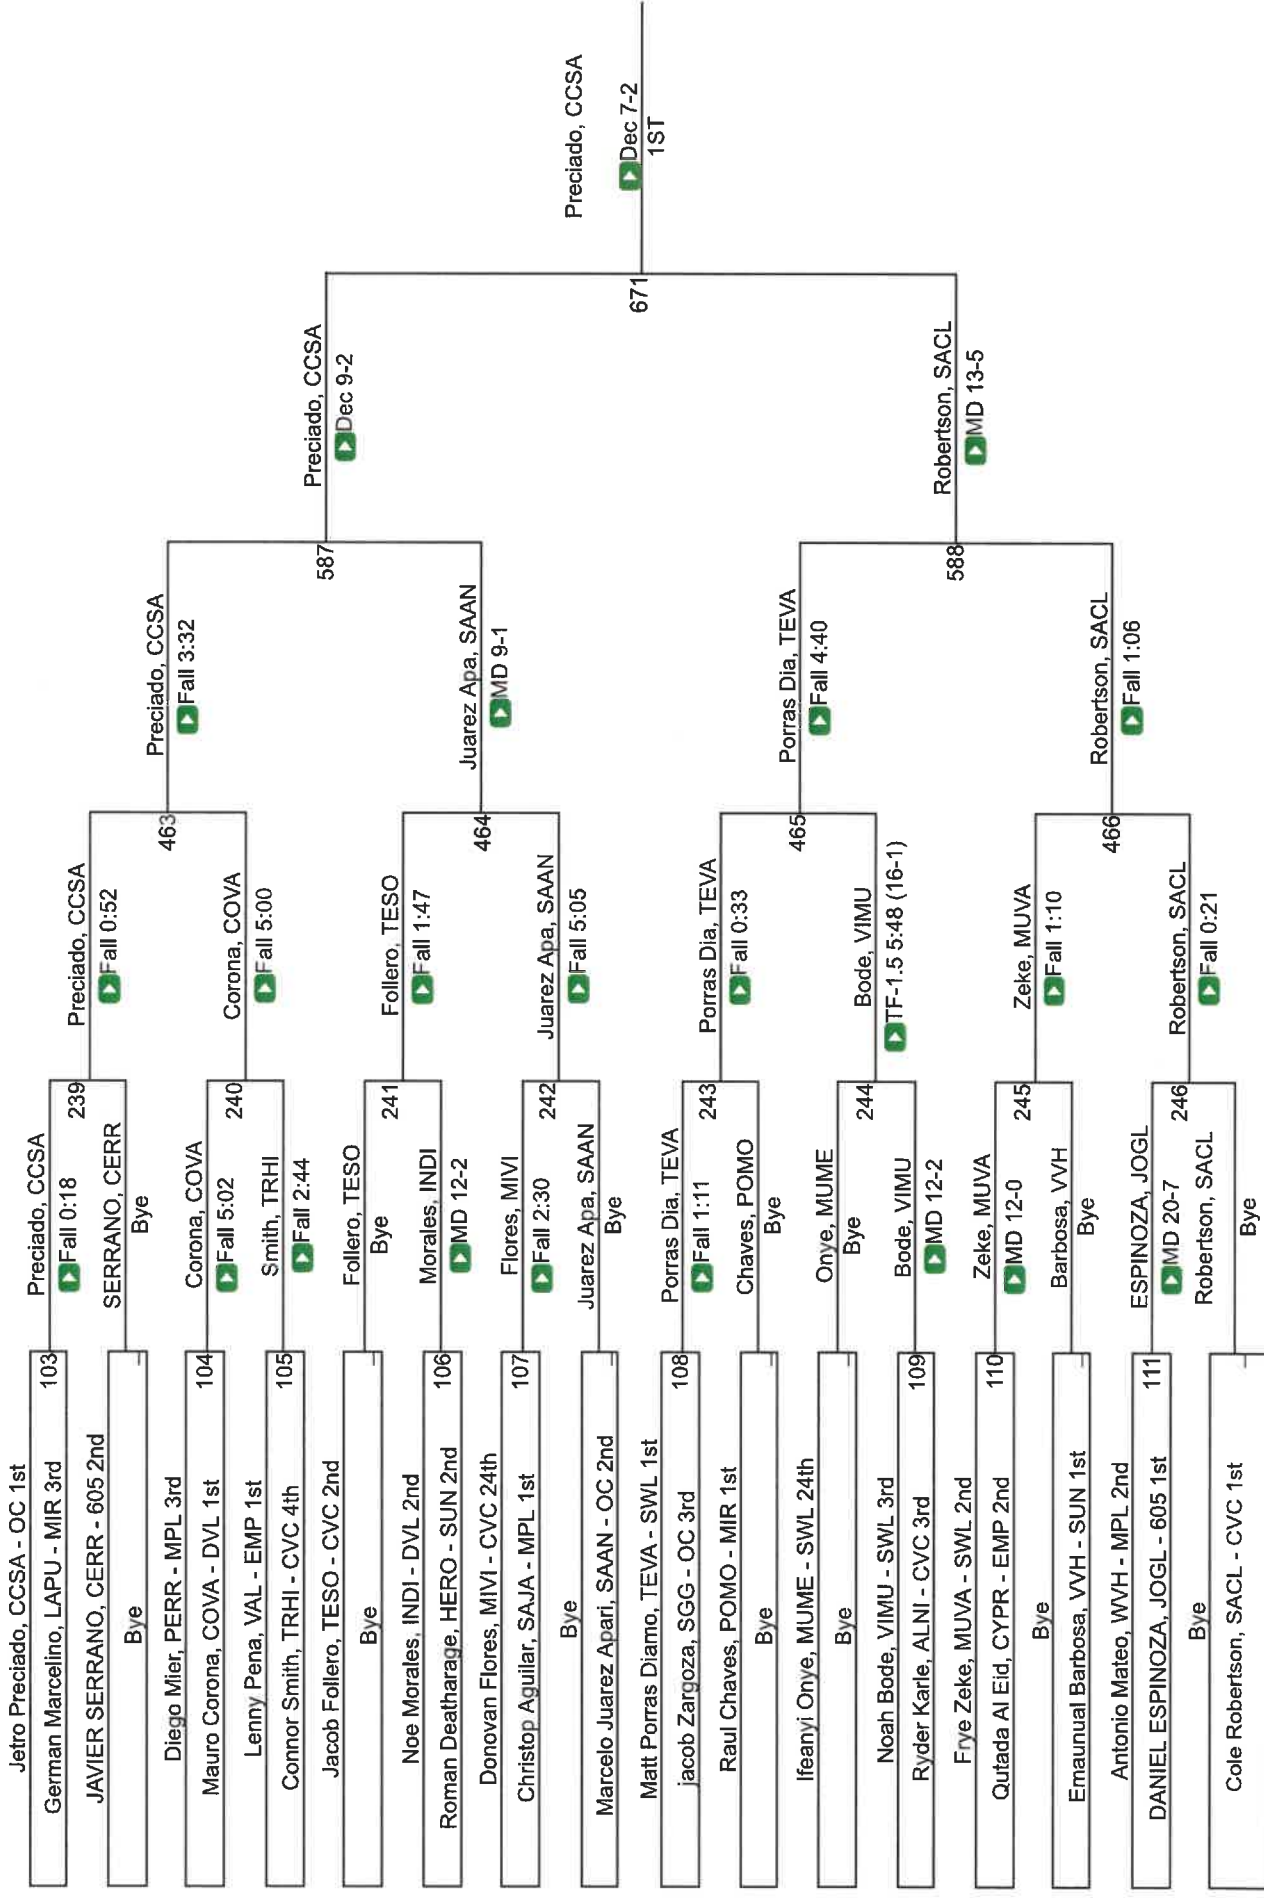 Jetro Preciado, CCSA - OC 1st
103
German Marcelino, LAPU - MIR 3rd
JAVIER SERRANO, CERR - 605 2nd
Bye
Diego Mier, PERR - MPL 3rd
104
Mauro Corona, COVA - DVL 1st
Lenny Pena, VAL - EMP 1st
105
Connor Smith, TRHI - CVC 4th
Jacob Follero, TESO - CVC 2nd
Bye
Noe Morales, INDI - DVL 2nd
106
Roman Deatharage, HERO - SUN 2nd
Donovan Flores, MIVI - CVC 24th
107
Christop Aguilar, SAJA - MPL 1st
Bye
Marcelo Juarez Apari, SAAN - OC 2nd
Matt Porras Diamo, TEVA - SWL 1st
108
jacob Zargoza, SGG - OC 3rd
Raul Chaves, POMO - MIR 1st
Bye
Ifeanyi Onye, MUME - SWL 24th
Bye
Noah Bode, VIMU - SWL 3rd
109
Ryder Karle, ALNI - CVC 3rd
Frye Zeke, MUVA - SWL 2nd
110
Qutada Al Eid, CYPR - EMP 2nd
Bye
Emaunual Barbosa, VVH - SUN 1st
Antonio Mateo, WVH - MPL 2nd
111
DANIEL ESPINOZA, JOGL - 605 1st
Bye
Cole Robertson, SACL - CVC 1st
Preciado, CCSA
Fall 0:18
239
SERRANO, CERR
Bye
Corona, COVA
Fall 5:02
240
Smith, TRHI
Fall 2:44
Follero, TESO
Bye
241
Morales, INDI
MD 12-2
Flores, MIVI
Fall 2:30
242
Juarez Apa, SAAN
Bye
Porras Dia, TEVA
Fall 1:11
243
Chaves, POMO
Bye
Onye, MUME
Bye
244
Bode, VIMU
MD 12-2
Zeke, MUVA
MD 12-0
245
Barbosa, VVH
Bye
ESPINOZA, JOGL
MD 20-7
246
Robertson, SACL
Bye
Preciado, CCSA
Fall 0:52
463
Corona, COVA
Fall 5:00
Follero, TESO
Fall 1:47
464
Juarez Apa, SAAN
Fall 5:05
Porras Dia, TEVA
Fall 0:33
465
Bode, VIMU
TF-1.5 5:48 (16-1)
Zeke, MUVA
Fall 1:10
466
Robertson, SACL
Fall 0:21
Preciado, CCSA
Fall 3:32
587
Juarez Apa, SAAN
MD 9-1
Porras Dia, TEVA
Fall 4:40
588
Robertson, SACL
Fall 1:06
Preciado, CCSA
Dec 9-2
671
Robertson, SACL
MD 13-5
Preciado, CCSA
Dec 7-2
1ST